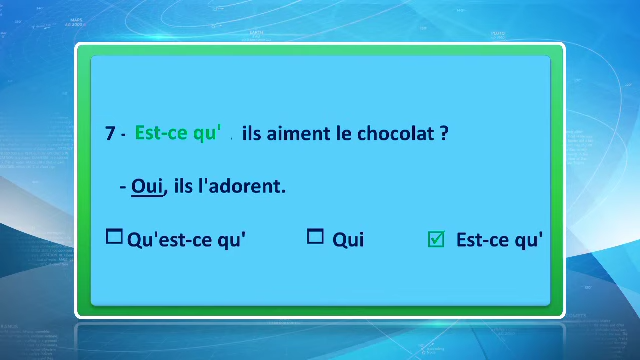 7 - Est-ce qu' . ils aiment le chocolat ?
- Oui, ils l'adorent.
☐ Qu'est-ce qu' ☐ Qui ☑ Est-ce qu'